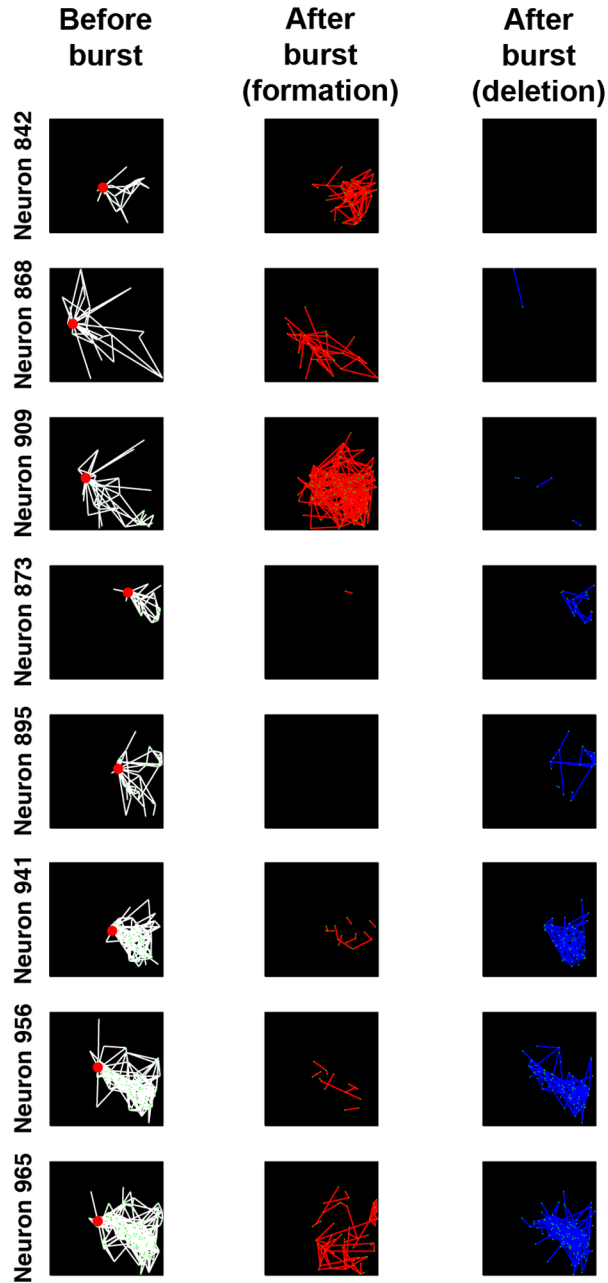 Before
burst
After
burst
(formation)
After
burst
(deletion)
Neuron 842
Neuron 868
Neuron 909
Neuron 873
Neuron 895
Neuron 941
Neuron 956
Neuron 965